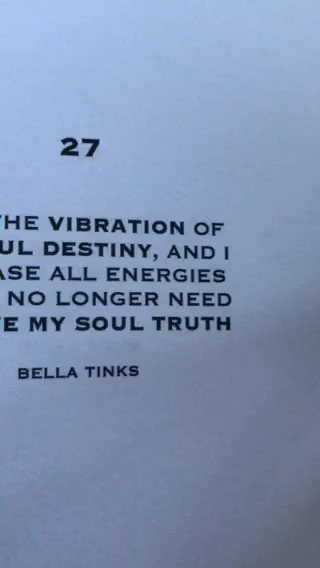 27
THE VIBRATION OF
UL DESTINY, AND I
ASE ALL ENERGIES
NO LONGER NEED
E MY SOUL TRUTH
BELLA TINKS